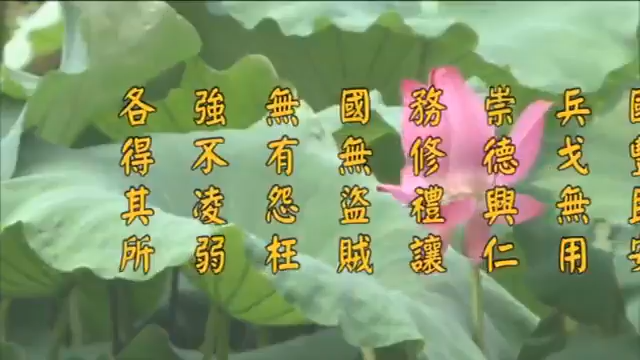 兵戈無用
崇德興仁
務修禮讓
國無盜賊
無有怨枉
強不凌弱
各得其所